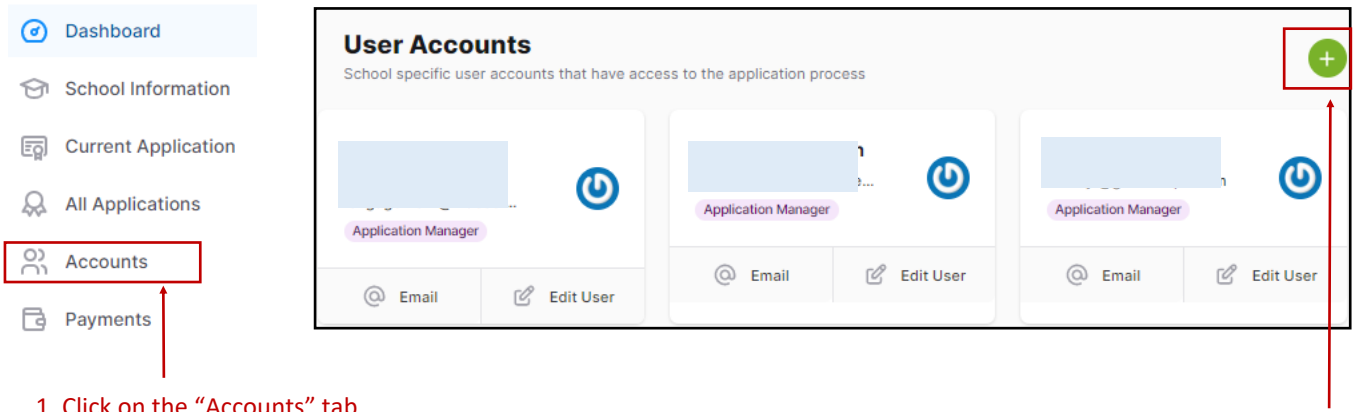 Dashboard
School Information
Current Application
All Applications
Accounts
Payments
User Accounts
School specific user accounts that have access to the application process
Application Manager
Email
Edit User
Application Manager
Email
Edit User
Application Manager
Email
Edit User
1. Click on the “Accounts” tab